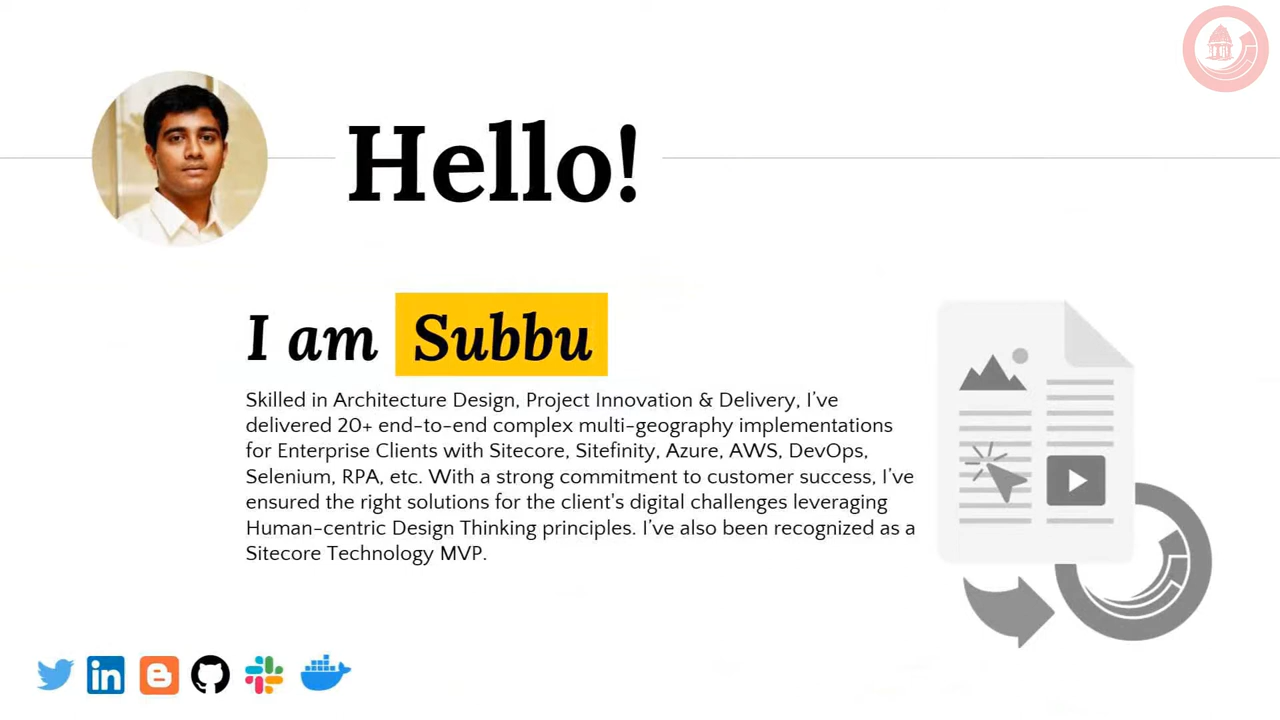 Hello!
I am Subbu
Skilled in Architecture Design, Project Innovation & Delivery, I’ve
delivered 20+ end-to-end complex multi-geography implementations
for Enterprise Clients with Sitecore, Sitefinity, Azure, AWS, DevOps,
Selenium, RPA, etc. With a strong commitment to customer success, I’ve
ensured the right solutions for the client's digital challenges leveraging
Human-centric Design Thinking principles. I’ve also been recognized as a
Sitecore Technology MVP.